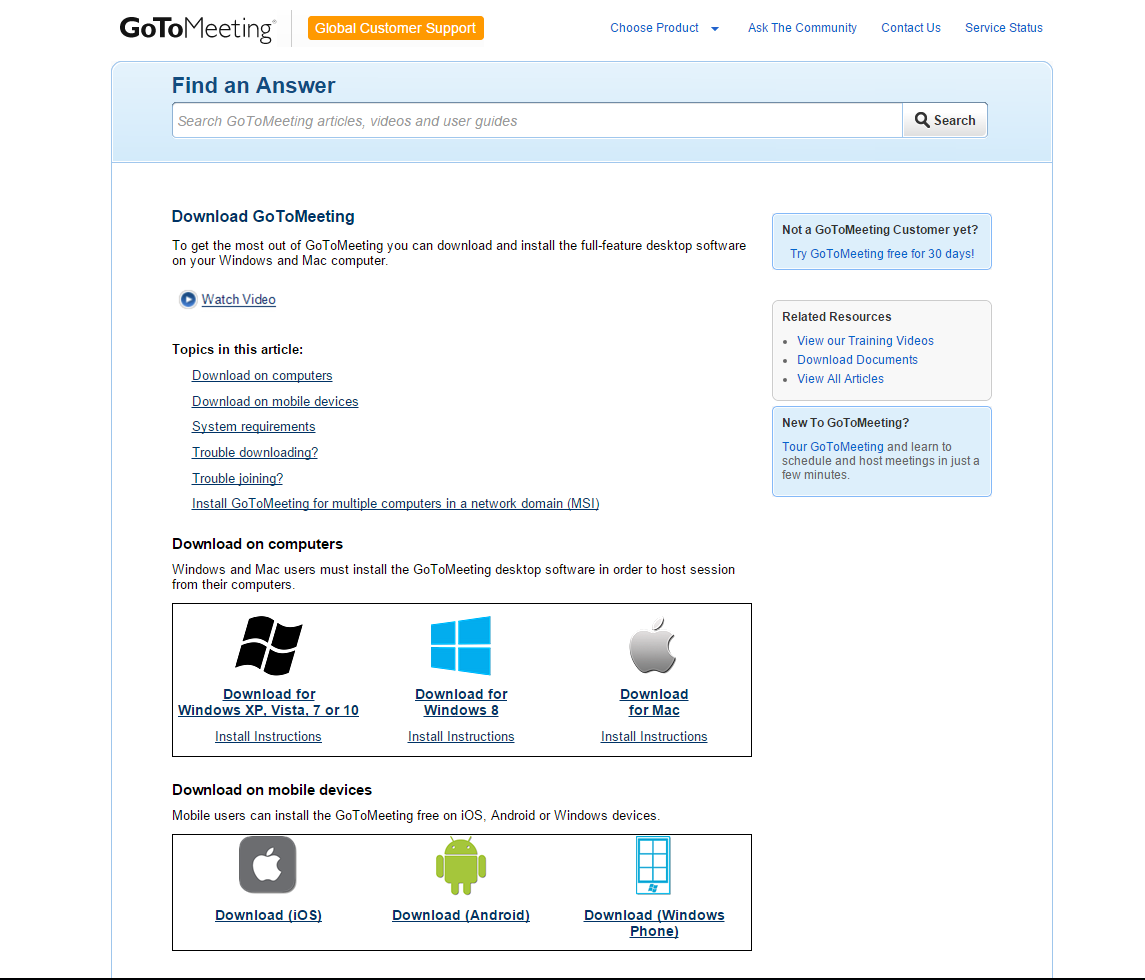 GoToMeeting
Global Customer Support
Choose Product
Ask The Community
Contact Us
Service Status
Find an Answer
Search GoToMeeting articles, videos and user guides
Search
Download GoToMeeting
To get the most out of GoToMeeting you can download and install the full-feature desktop software
on your Windows and Mac computer.
Watch Video
Topics in this article:
Download on computers
Download on mobile devices
System requirements
Trouble downloading?
Trouble joining?
Install GoToMeeting for multiple computers in a network domain (MSI)
Not a GoToMeeting Customer yet?
Try GoToMeeting free for 30 days!
Related Resources
View our Training Videos
Download Documents
View All Articles
New To GoToMeeting?
Tour GoToMeeting and learn to
schedule and host meetings in just a
few minutes.
Download on computers
Windows and Mac users must install the GoToMeeting desktop software in order to host session
from their computers.
Download for
Windows XP, Vista, 7 or 10
Install Instructions
Download for
Windows 8
Install Instructions
Download
for Mac
Install Instructions
Download on mobile devices
Mobile users can install the GoToMeeting free on iOS, Android or Windows devices.
Download (iOS)
Download (Android)
Download (Windows
Phone)